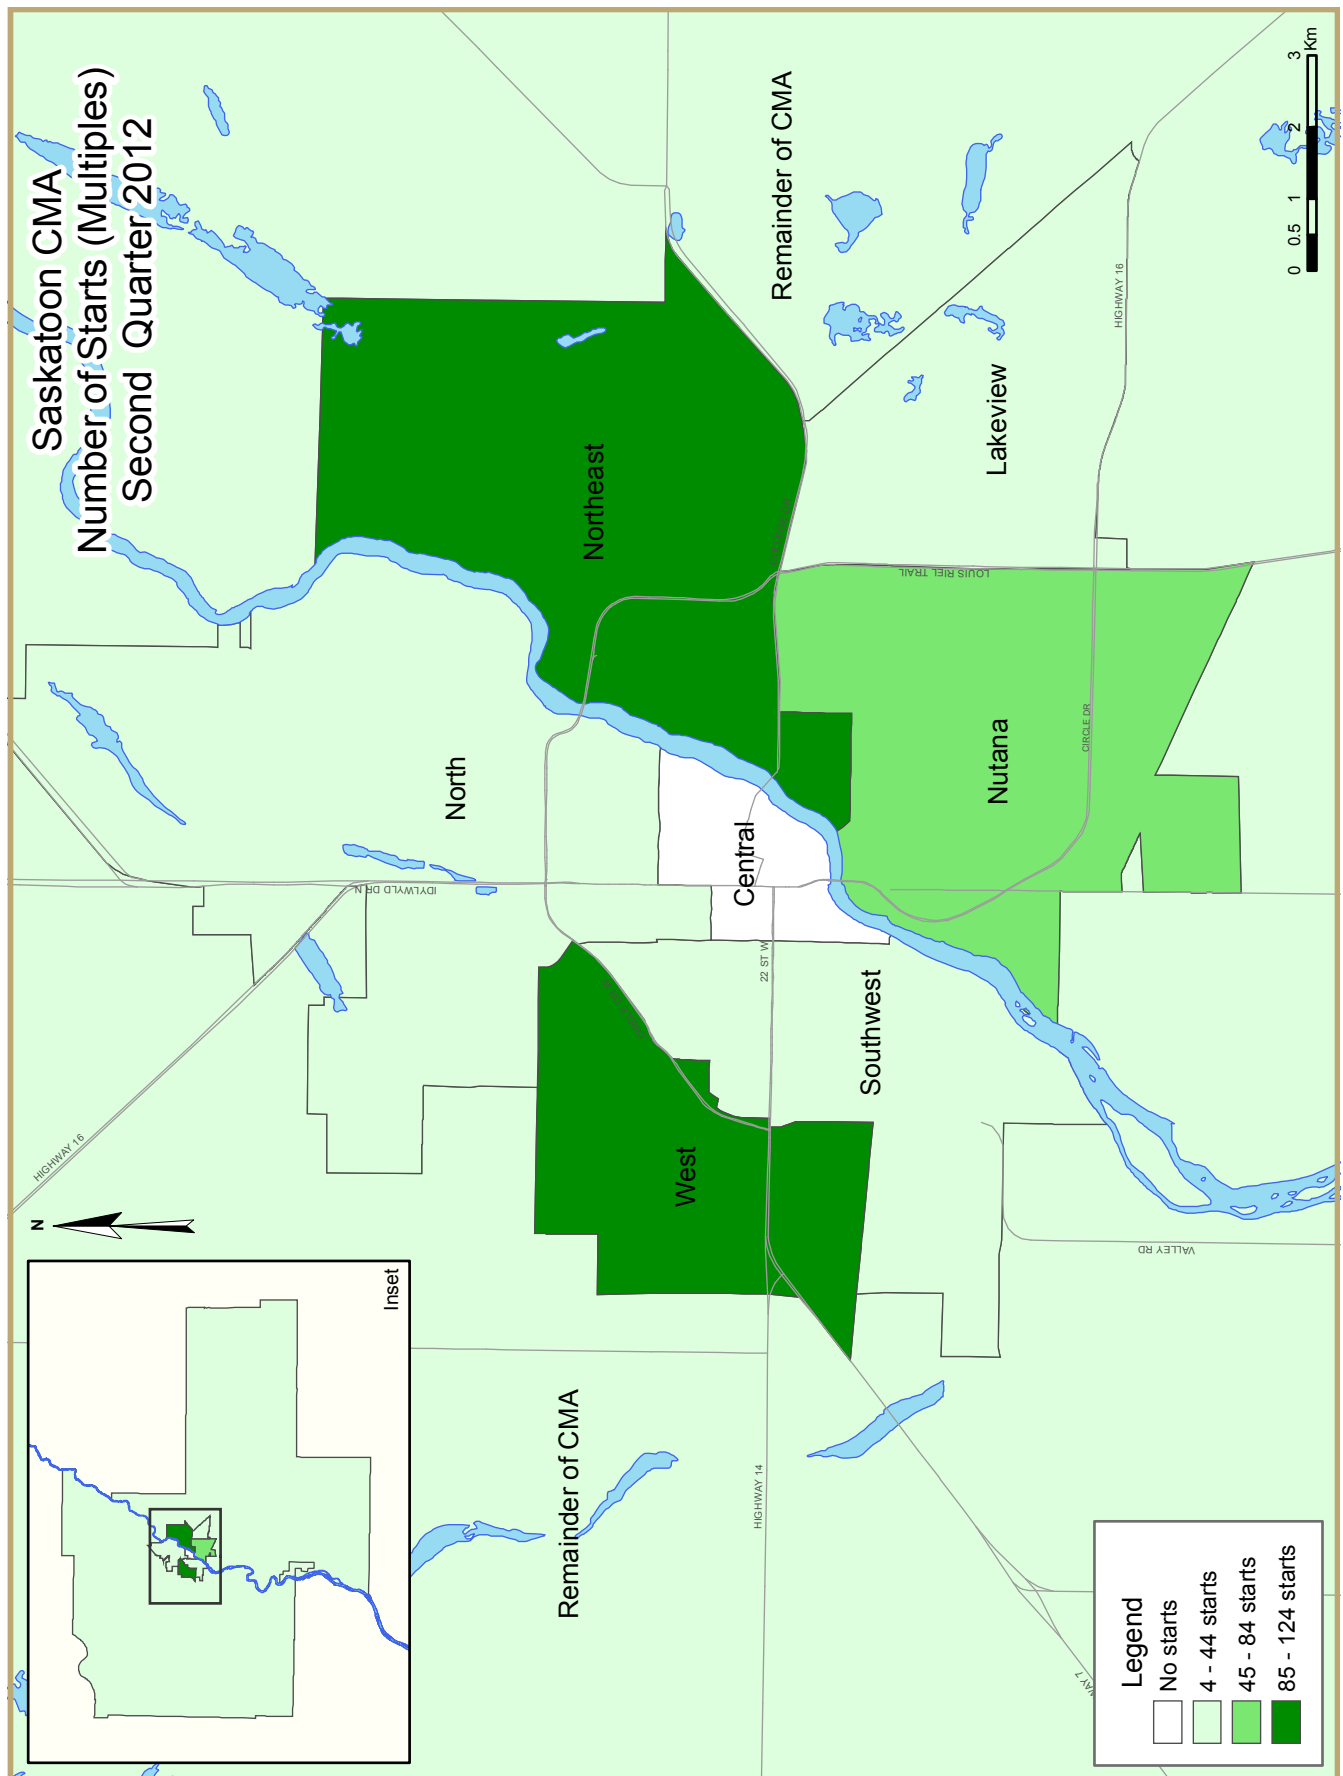 Saskatoon CMA
Number of Starts (Multiples)
Second Quarter 2012
N
Inset
HIGHWAY 16
IDYLWYLD DR N
North
Northeast
Remainder of CMA
Central
22 ST W
West
Southwest
Lakeview
LOUIS RIEL TRAIL
Nutana
CIRCLE DR
HIGHWAY 16
VALLEY RD
Remainder of CMA
HIGHWAY 14
WAY 7
Legend
No starts
4 - 44 starts
45 - 84 starts
85 - 124 starts
0 0.5 1 2 3
Km